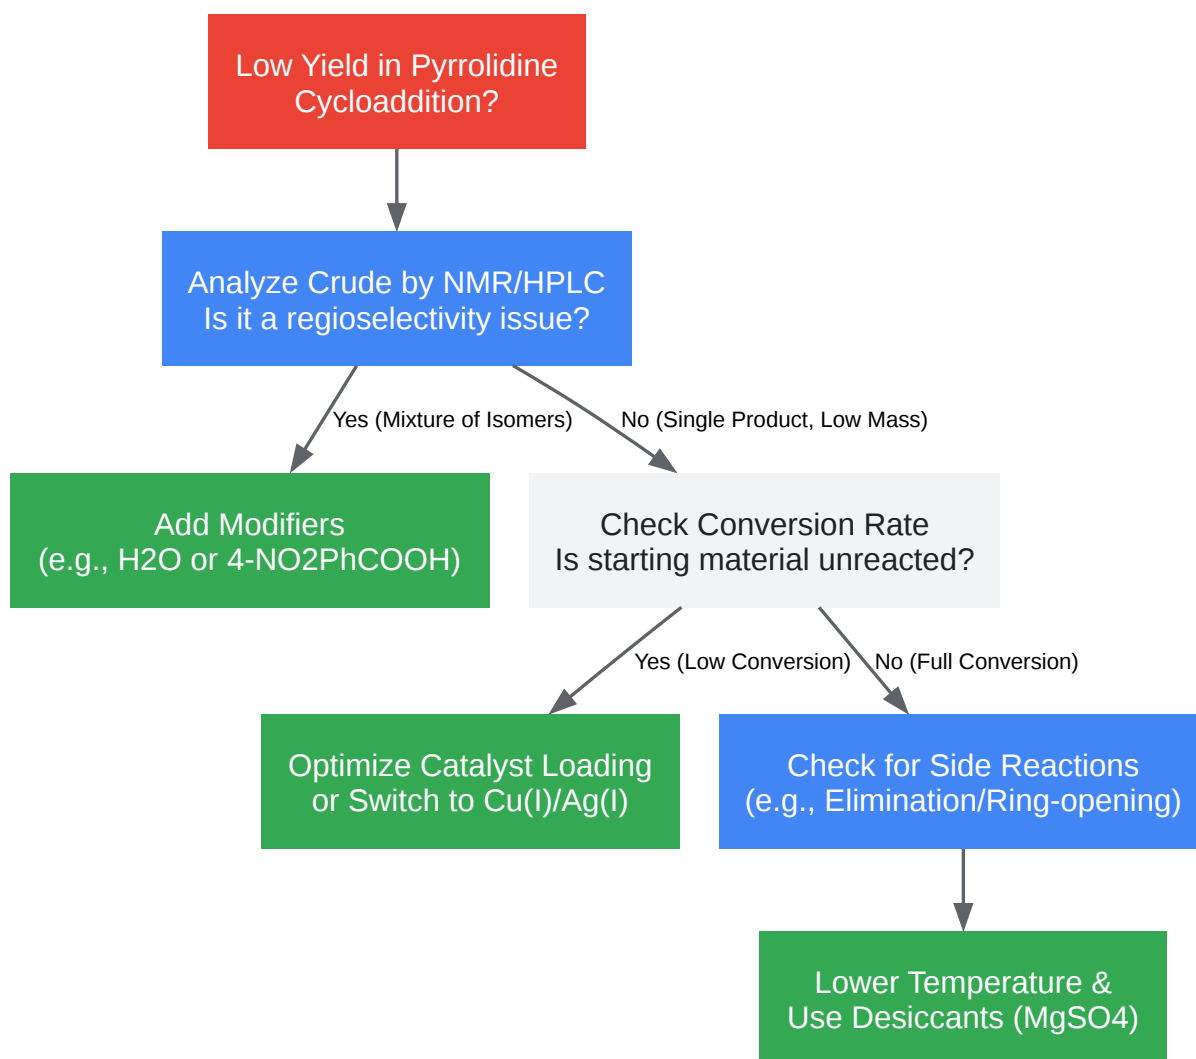 Low Yield in Pyrrolidine
Cycloaddition?
Analyze Crude by NMR/HPLC
Is it a regioselectivity issue?
Yes (Mixture of Isomers)
No (Single Product, Low Mass)
Add Modifiers
(e.g., H2O or 4-NO2PhCOOH)
Check Conversion Rate
Is starting material unreacted?
Yes (Low Conversion)
No (Full Conversion)
Optimize Catalyst Loading
or Switch to Cu(I)/Ag(I)
Check for Side Reactions
(e.g., Elimination/Ring-opening)
Lower Temperature &
Use Desiccants (MgSO4)